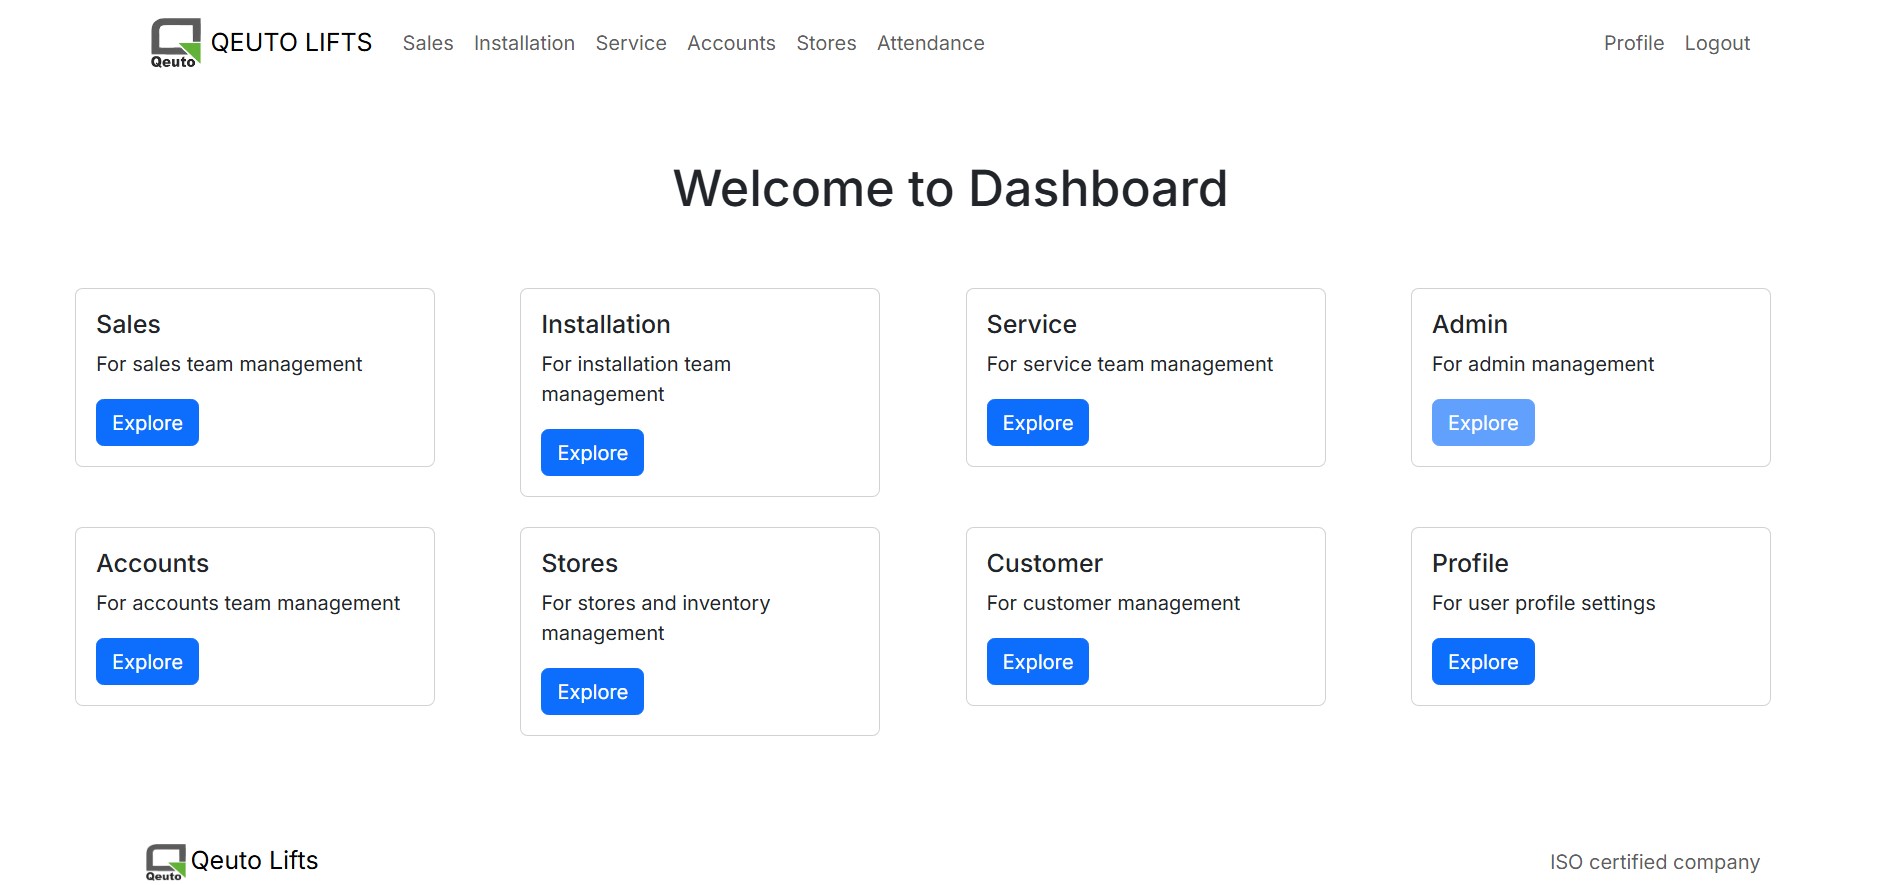 Qeuto
QEUTO LIFTS
Sales
Installation
Service
Accounts
Stores
Attendance
Profile
Logout
Welcome to Dashboard
Sales
For sales team management
Explore
Installation
For installation team
management
Explore
Service
For service team management
Explore
Admin
For admin management
Explore
Accounts
For accounts team management
Explore
Stores
For stores and inventory
management
Explore
Customer
For customer management
Explore
Profile
For user profile settings
Explore
Qeuto
Qeuto Lifts
ISO certified company